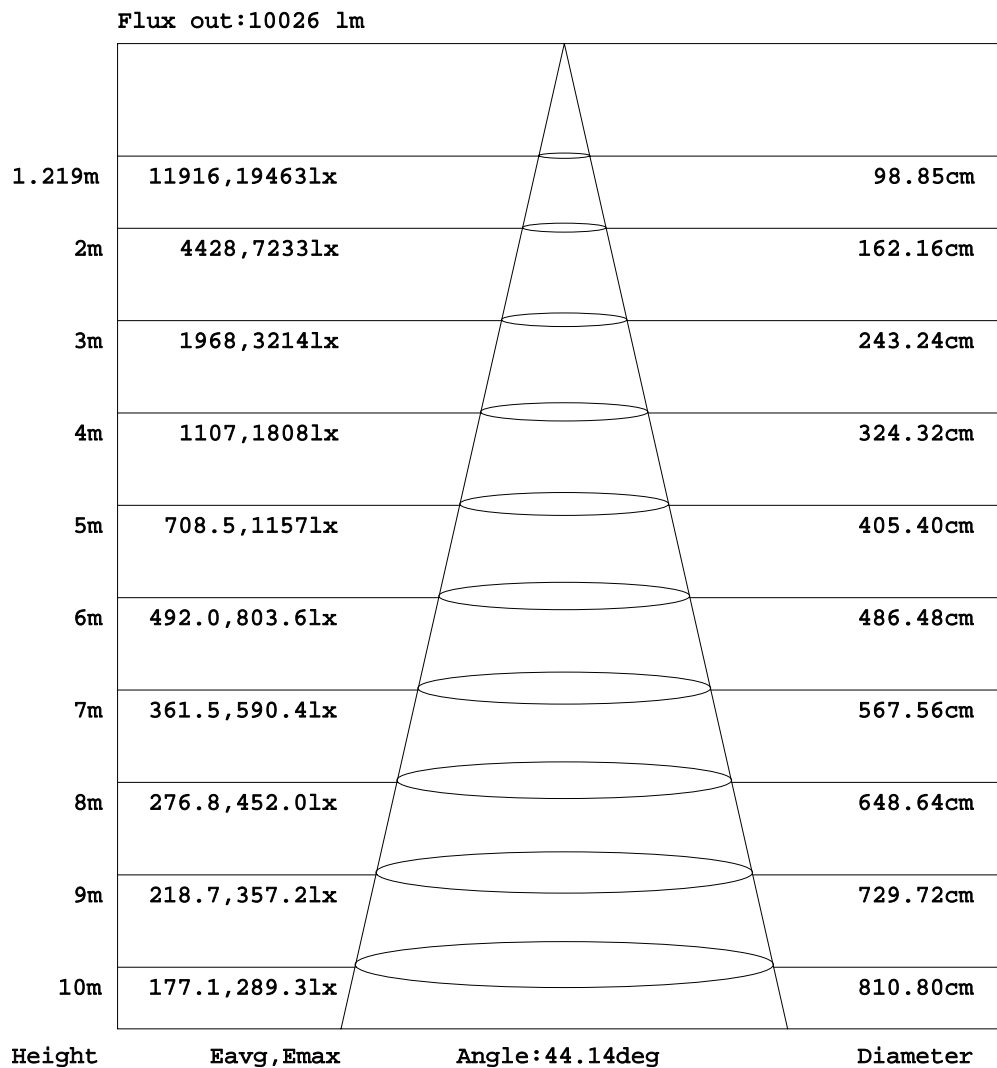 Flux out:10026 lm
1.219m 11916,19463lx 98.85cm
2m 4428,7233lx 162.16cm
3m 1968,3214lx 243.24cm
4m 1107,1808lx 324.32cm
5m 708.5,1157lx 405.40cm
6m 492.0,803.6lx 486.48cm
7m 361.5,590.4lx 567.56cm
8m 276.8,452.0lx 648.64cm
9m 218.7,357.2lx 729.72cm
10m 177.1,289.3lx 810.80cm
Height Eavg,Emax Angle:44.14deg Diameter